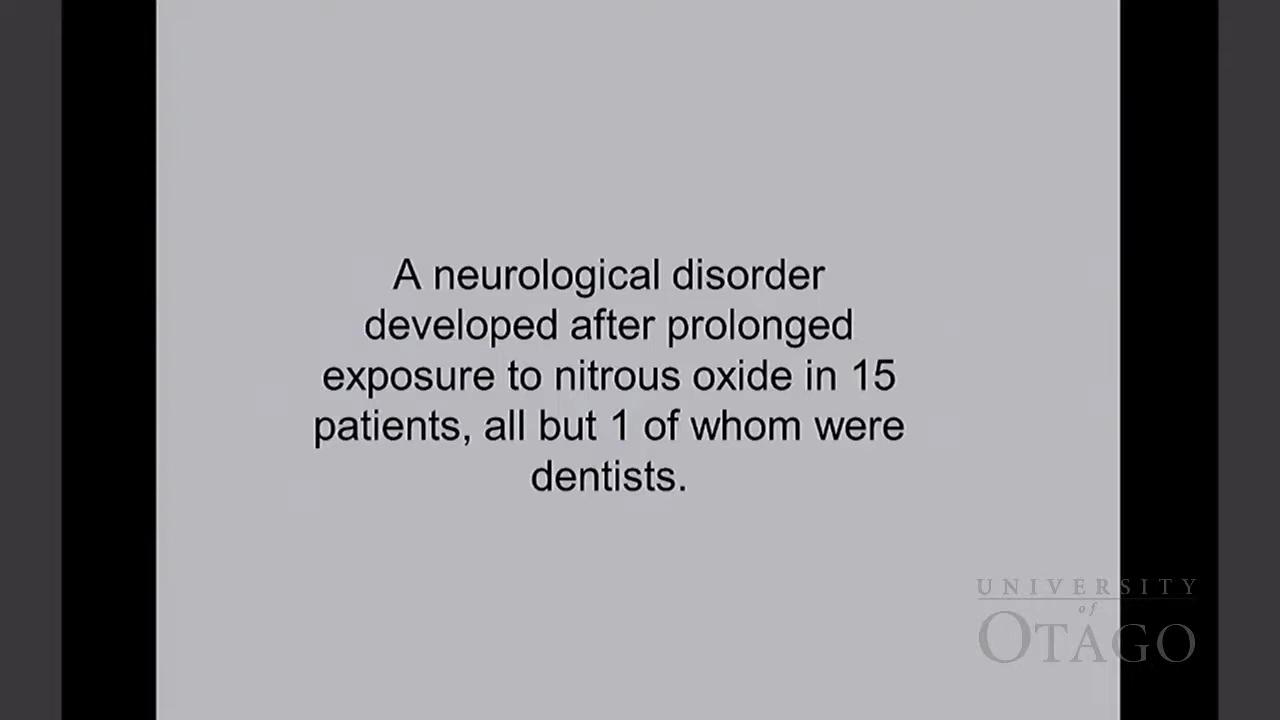 A neurological disorder
developed after prolonged
exposure to nitrous oxide in 15
patients, all but 1 of whom were
dentists.
UNIVERSITY
of
OTAGO